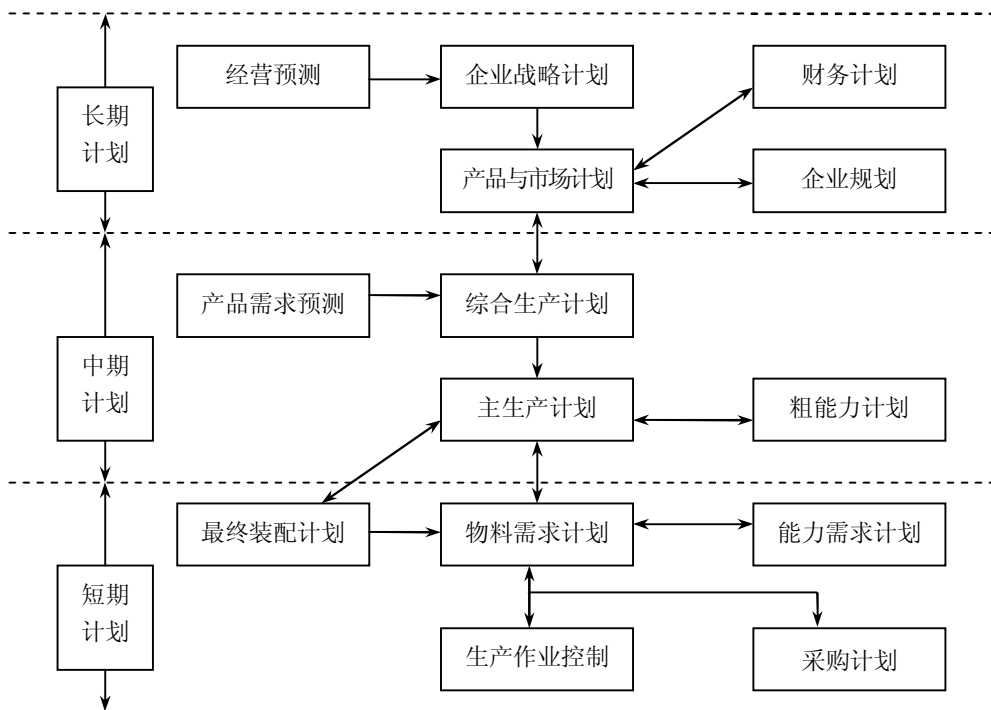 经营预测
企业战略计划
财务计划
长期
计划
产品与市场计划
企业规划
产品需求预测
综合生产计划
中期
计划
主生产计划
粗能力计划
最终装配计划
物料需求计划
能力需求计划
短期
计划
生产作业控制
采购计划